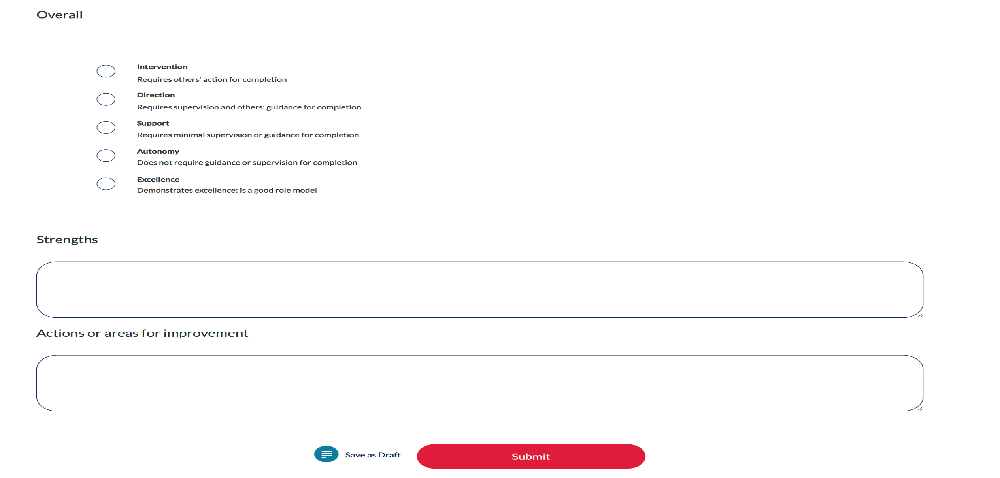 Overall
Intervention
Requires others’ action for completion
Direction
Requires supervision and others’ guidance for completion
Support
Requires minimal supervision or guidance for completion
Autonomy
Does not require guidance or supervision for completion
Excellence
Demonstrates excellence; is a good role model
Strengths
Actions or areas for improvement
Save as Draft
Submit